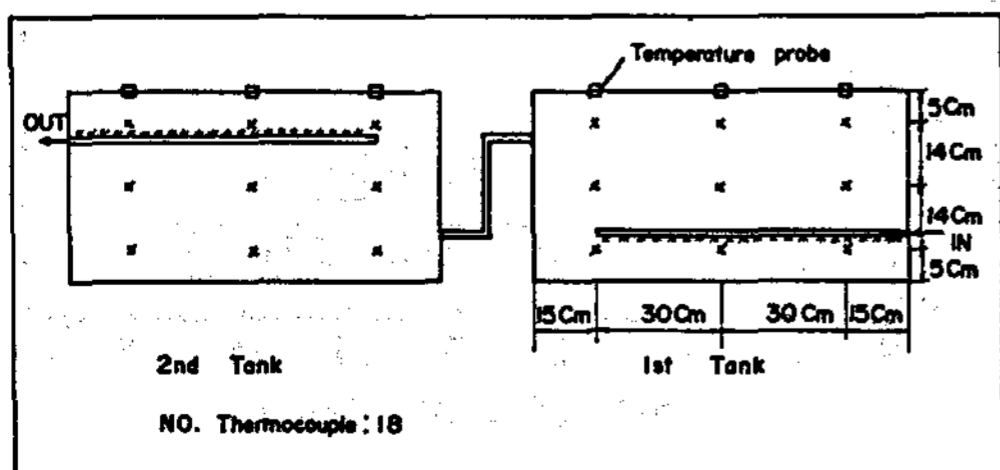 Temperature probe
OUT
5Cm
14Cm
14Cm
IN
5Cm
15Cm 30Cm 30Cm 15Cm
2nd Tank
1st Tank
NO. Thermocouple : 18